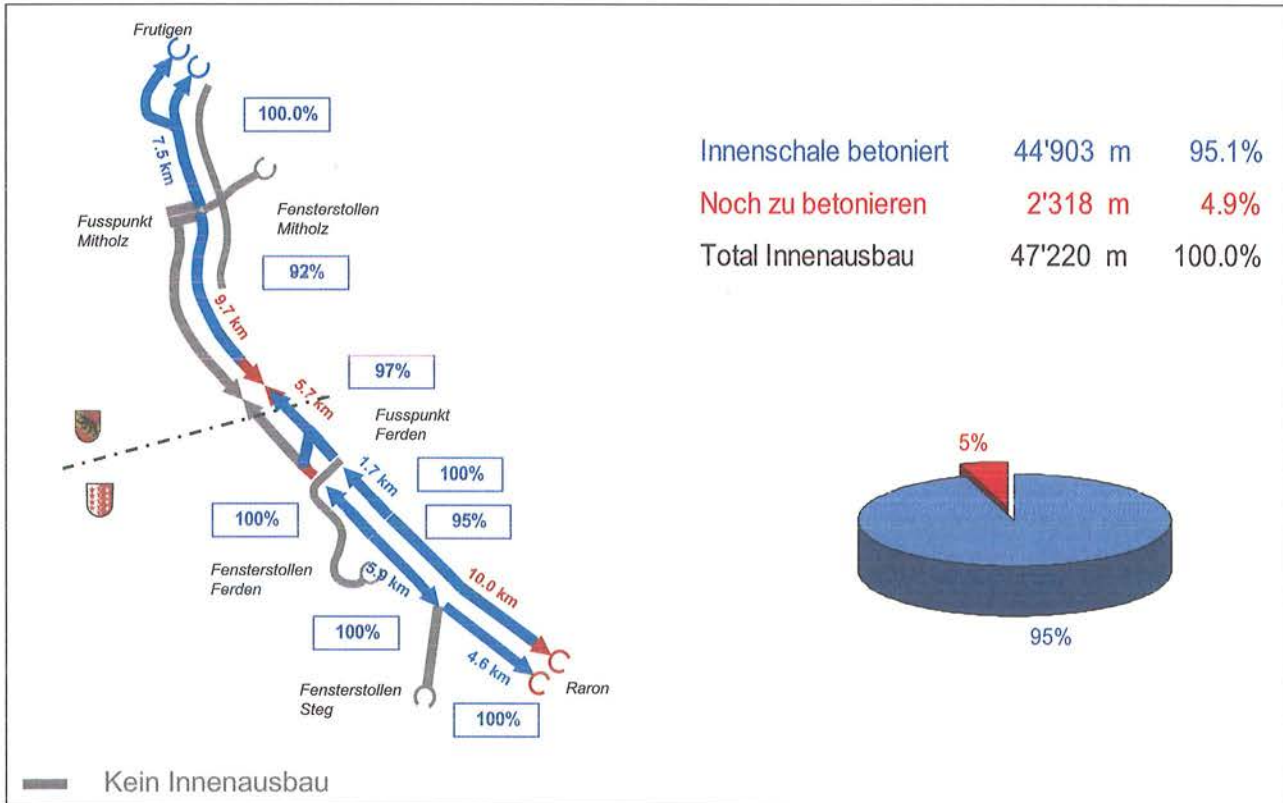 Frutigen
100.0%
7.5 km
Fensterstollen
Mitholz
Fusspunkt
Mitholz
92%
9.7 km
97%
5.7 km
Fusspunkt
Ferden
1.7 km
100%
95%
100%
Fensterstollen
Ferden
5.9 km
10.0 km
100%
4.6 km
Fensterstollen
Steg
Raron
100%
Kein Innenausbau
Innenschale betoniert 44'903 m 95.1%
Noch zu betonieren 2'318 m 4.9%
Total Innenausbau 47'220 m 100.0%
5%
95%